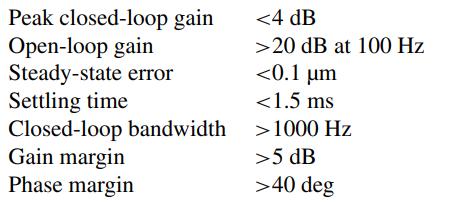 Peak closed-loop gain <4 dB
Open-loop gain >20 dB at 100 Hz
Steady-state error <0.1 μm
Settling time <1.5 ms
Closed-loop bandwidth >1000 Hz
Gain margin >5 dB
Phase margin >40 deg